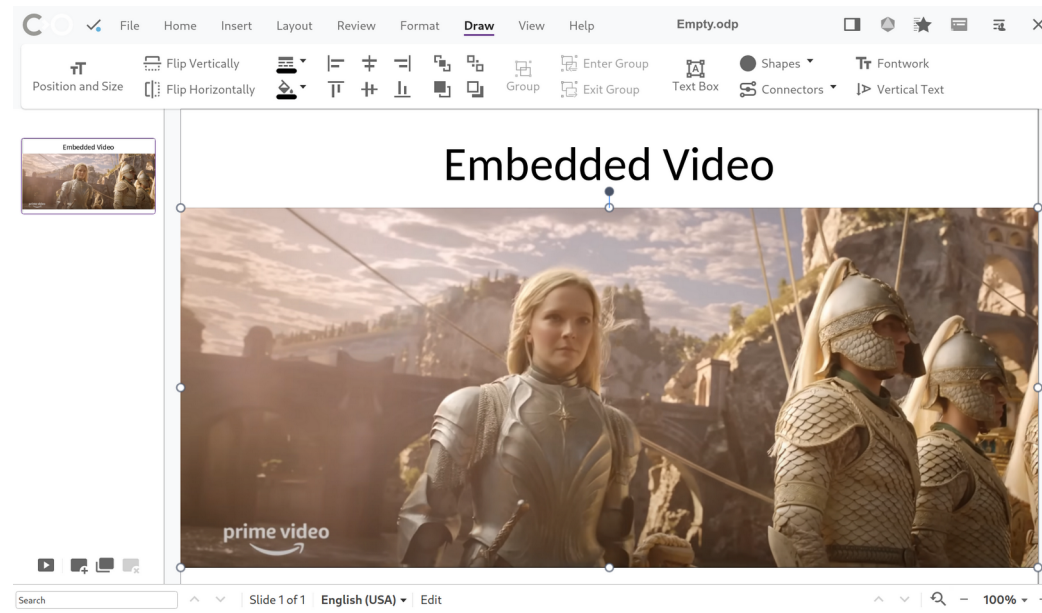 File Home Insert Layout Review Format Draw View Help Empty.odp
Position and Size
Flip Vertically
Flip Horizontally
Group
Enter Group
Exit Group
Text Box
Shapes
Connectors
Fontwork
Vertical Text
Embedded Video
prime video
Embedded Video
prime video
Search
Slide 1 of 1 English (USA) Edit 100%